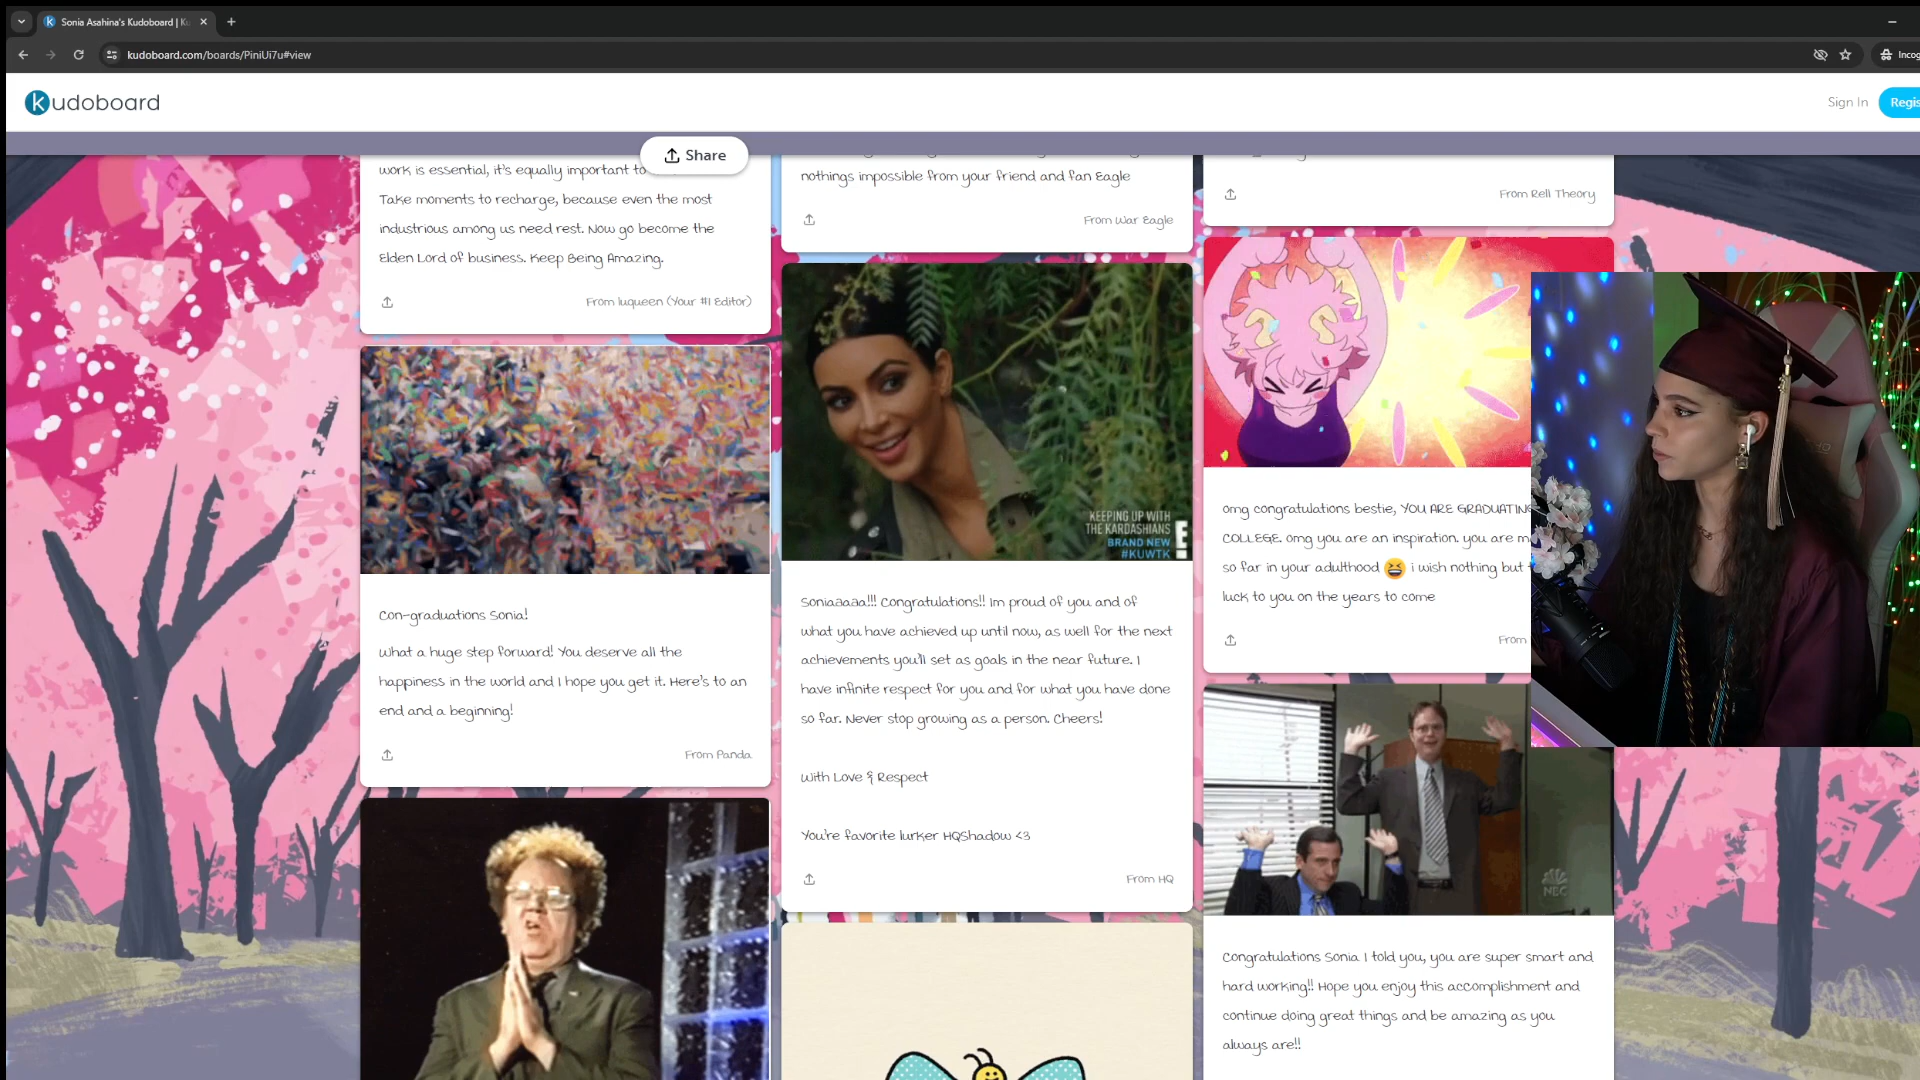 Sonia Asahina's Kudoboard | Ku
kudoboard.com/boards/PiniUi7u#view
Incog
kudoboard
Sign In
Regis
Share
work is essential, it's equally important to
Take moments to recharge, because even the most
industrious among us need rest. Now go become the
Elden Lord of business. Keep Being Amazing.
From luqueen (Your #1 Editor)
Con-graduations Sonia!
What a huge step forward! You deserve all the
happiness in the world and I hope you get it. Here's to an
end and a beginning!
From Panda
nothings impossible from your friend and fan Eagle
From War Eagle
KEEPING UP WITH
THE KARDASHIANS
BRAND NEW
#KUWTK
E!
Soniaaaaa!!! Congratulations!! Im proud of you and of
what you have achieved up until now, as well for the next
achievements you'll set as goals in the near future. I
have infinite respect for you and for what you have done
so far. Never stop growing as a person. Cheers!
With Love & Respect
You're favorite lurker HQShadow <3
From HQ
From Rell Theory
omg congratulations bestie, YOU ARE GRADUATING
COLLEGE. omg you are an inspiration. you are m
so far in your adulthood 😆 i wish nothing but
luck to you on the years to come
From
NBC
Congratulations Sonia I told you, you are super smart and
hard working!! Hope you enjoy this accomplishment and
continue doing great things and be amazing as you
always are!!